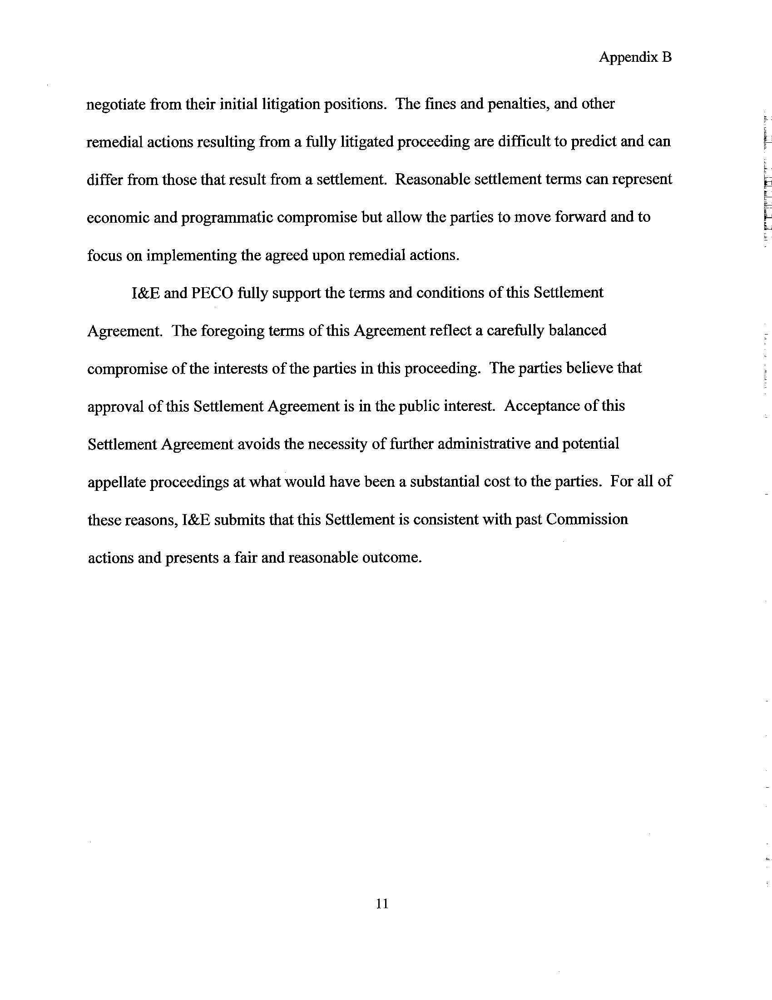 Appendix B
negotiate from their initial litigation positions.  The fines and penalties, and other
remedial actions resulting from a fully litigated proceeding are difficult to predict and can
differ from those that result from a settlement.  Reasonable settlement terms can represent
economic and programmatic compromise but allow the parties to move forward and to
focus on implementing the agreed upon remedial actions.
I&E and PECO fully support the terms and conditions of this Settlement
Agreement.  The foregoing terms of this Agreement reflect a carefully balanced
compromise of the interests of the parties in this proceeding.  The parties believe that
approval of this Settlement Agreement is in the public interest.  Acceptance of this
Settlement Agreement avoids the necessity of further administrative and potential
appellate proceedings at what would have been a substantial cost to the parties.  For all of
these reasons, I&E submits that this Settlement is consistent with past Commission
actions and presents a fair and reasonable outcome.
11